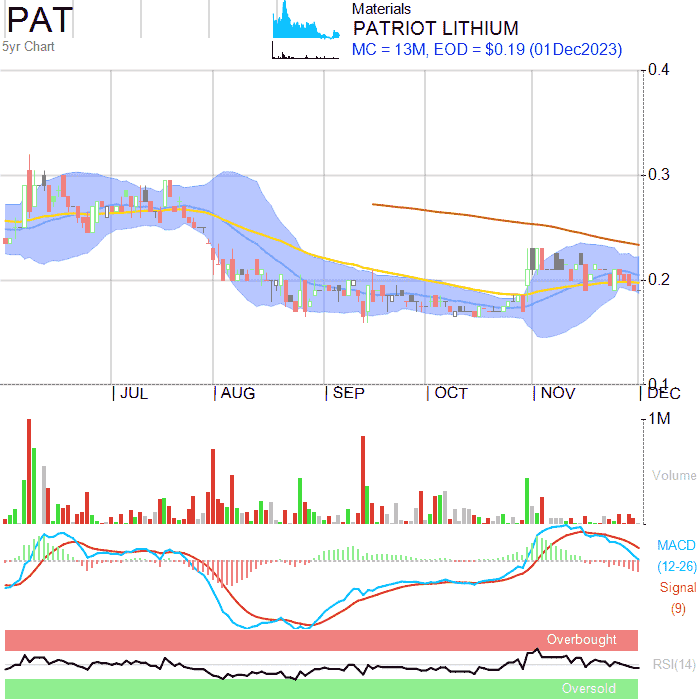 PAT
5yr Chart
Materials
PATRIOT LITHIUM
MC = 13M, EOD = $0.19 (01Dec2023)
0.4
0.3
0.2
0.1
JUL AUG SEP OCT NOV DEC
1M
Volume
MACD
(12-26)
Signal
(9)
Overbought
RSI(14)
Oversold